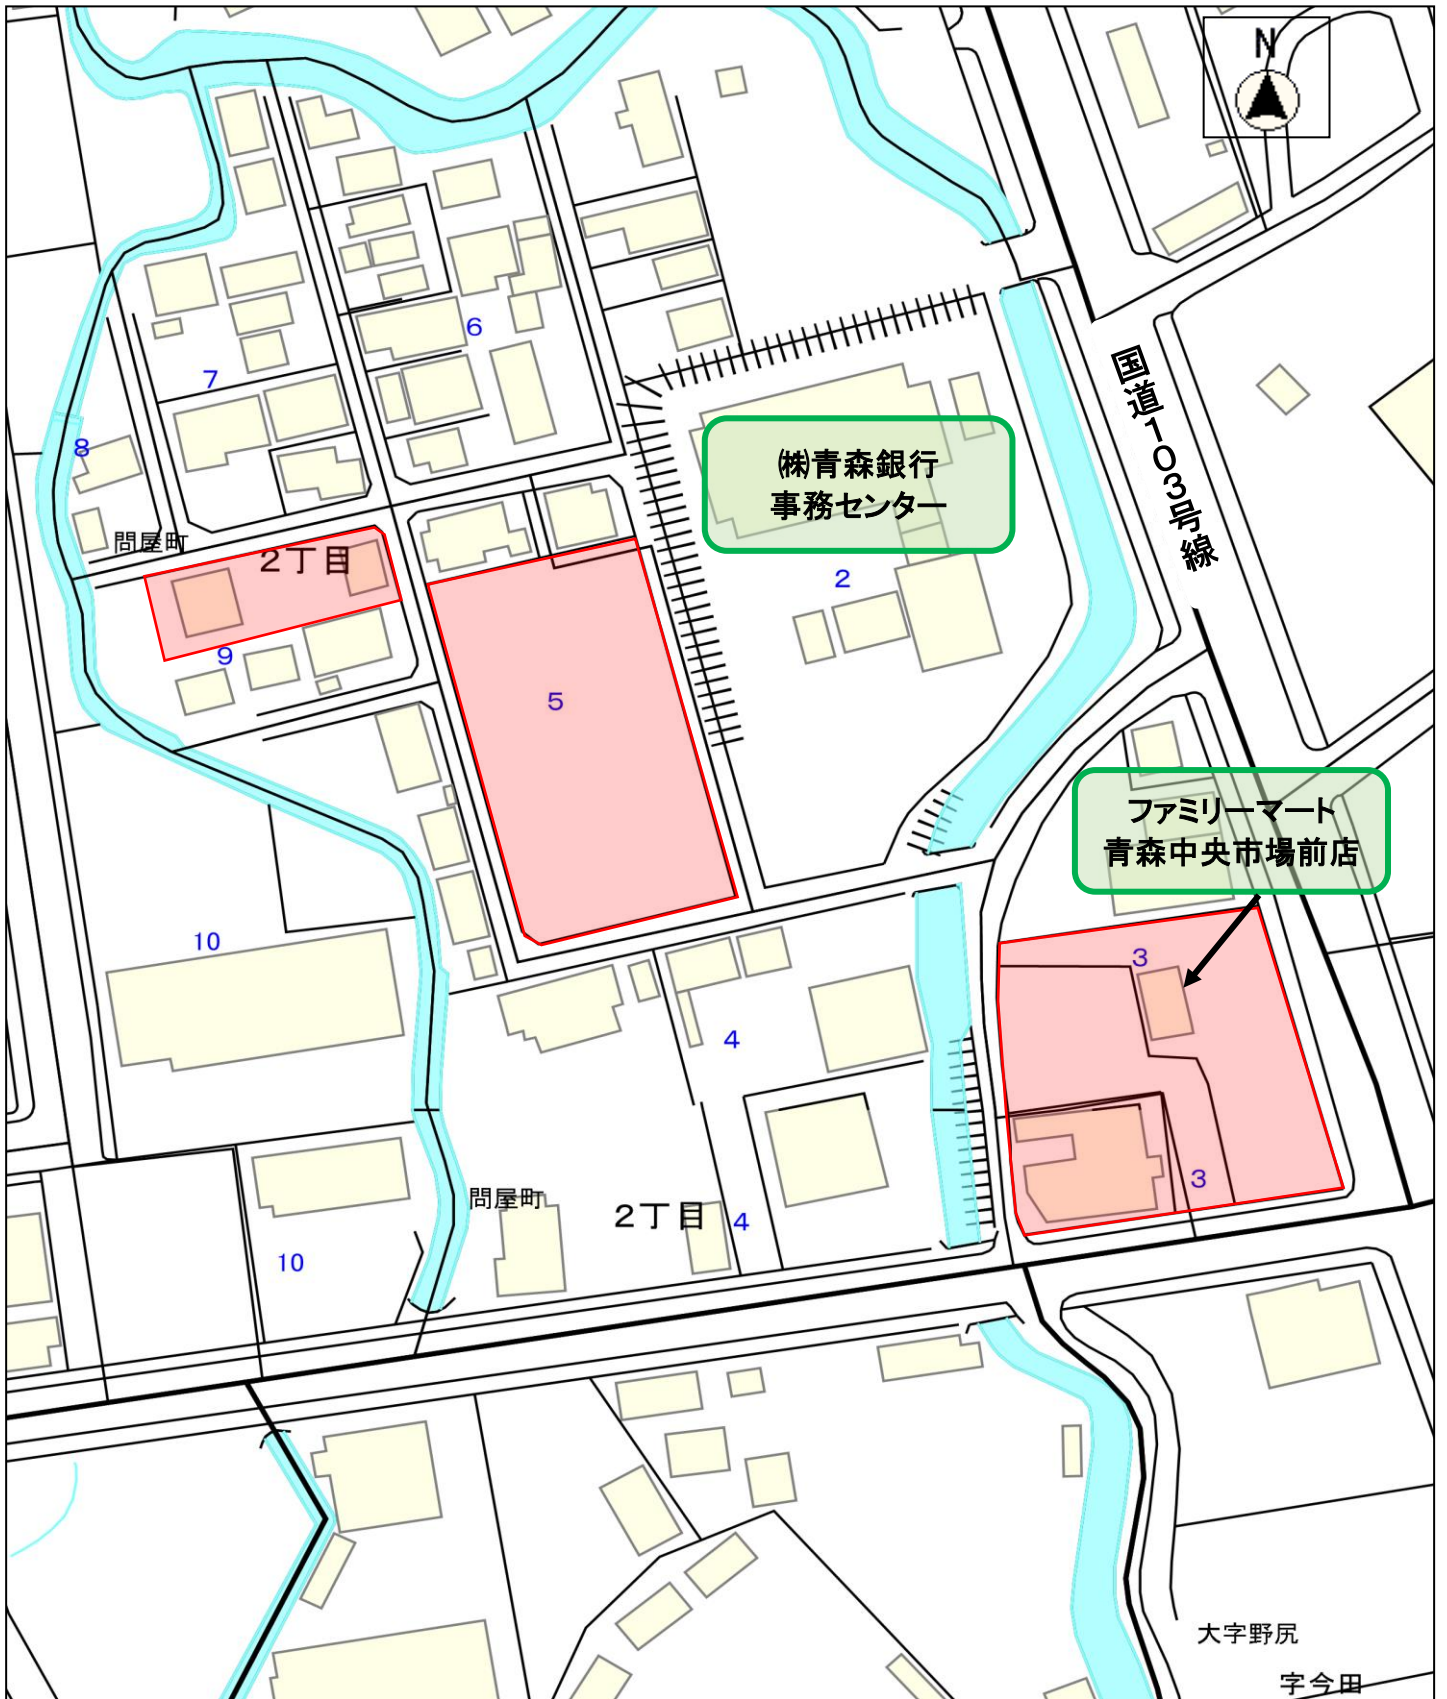 N
国道103号線
6
7
8
㈱青森銀行
事務センター
問屋町
2丁目
2
9
5
ファミリーマート
青森中央市場前店
10
3
4
3
問屋町
2丁目
4
10
大字野尻
字今田